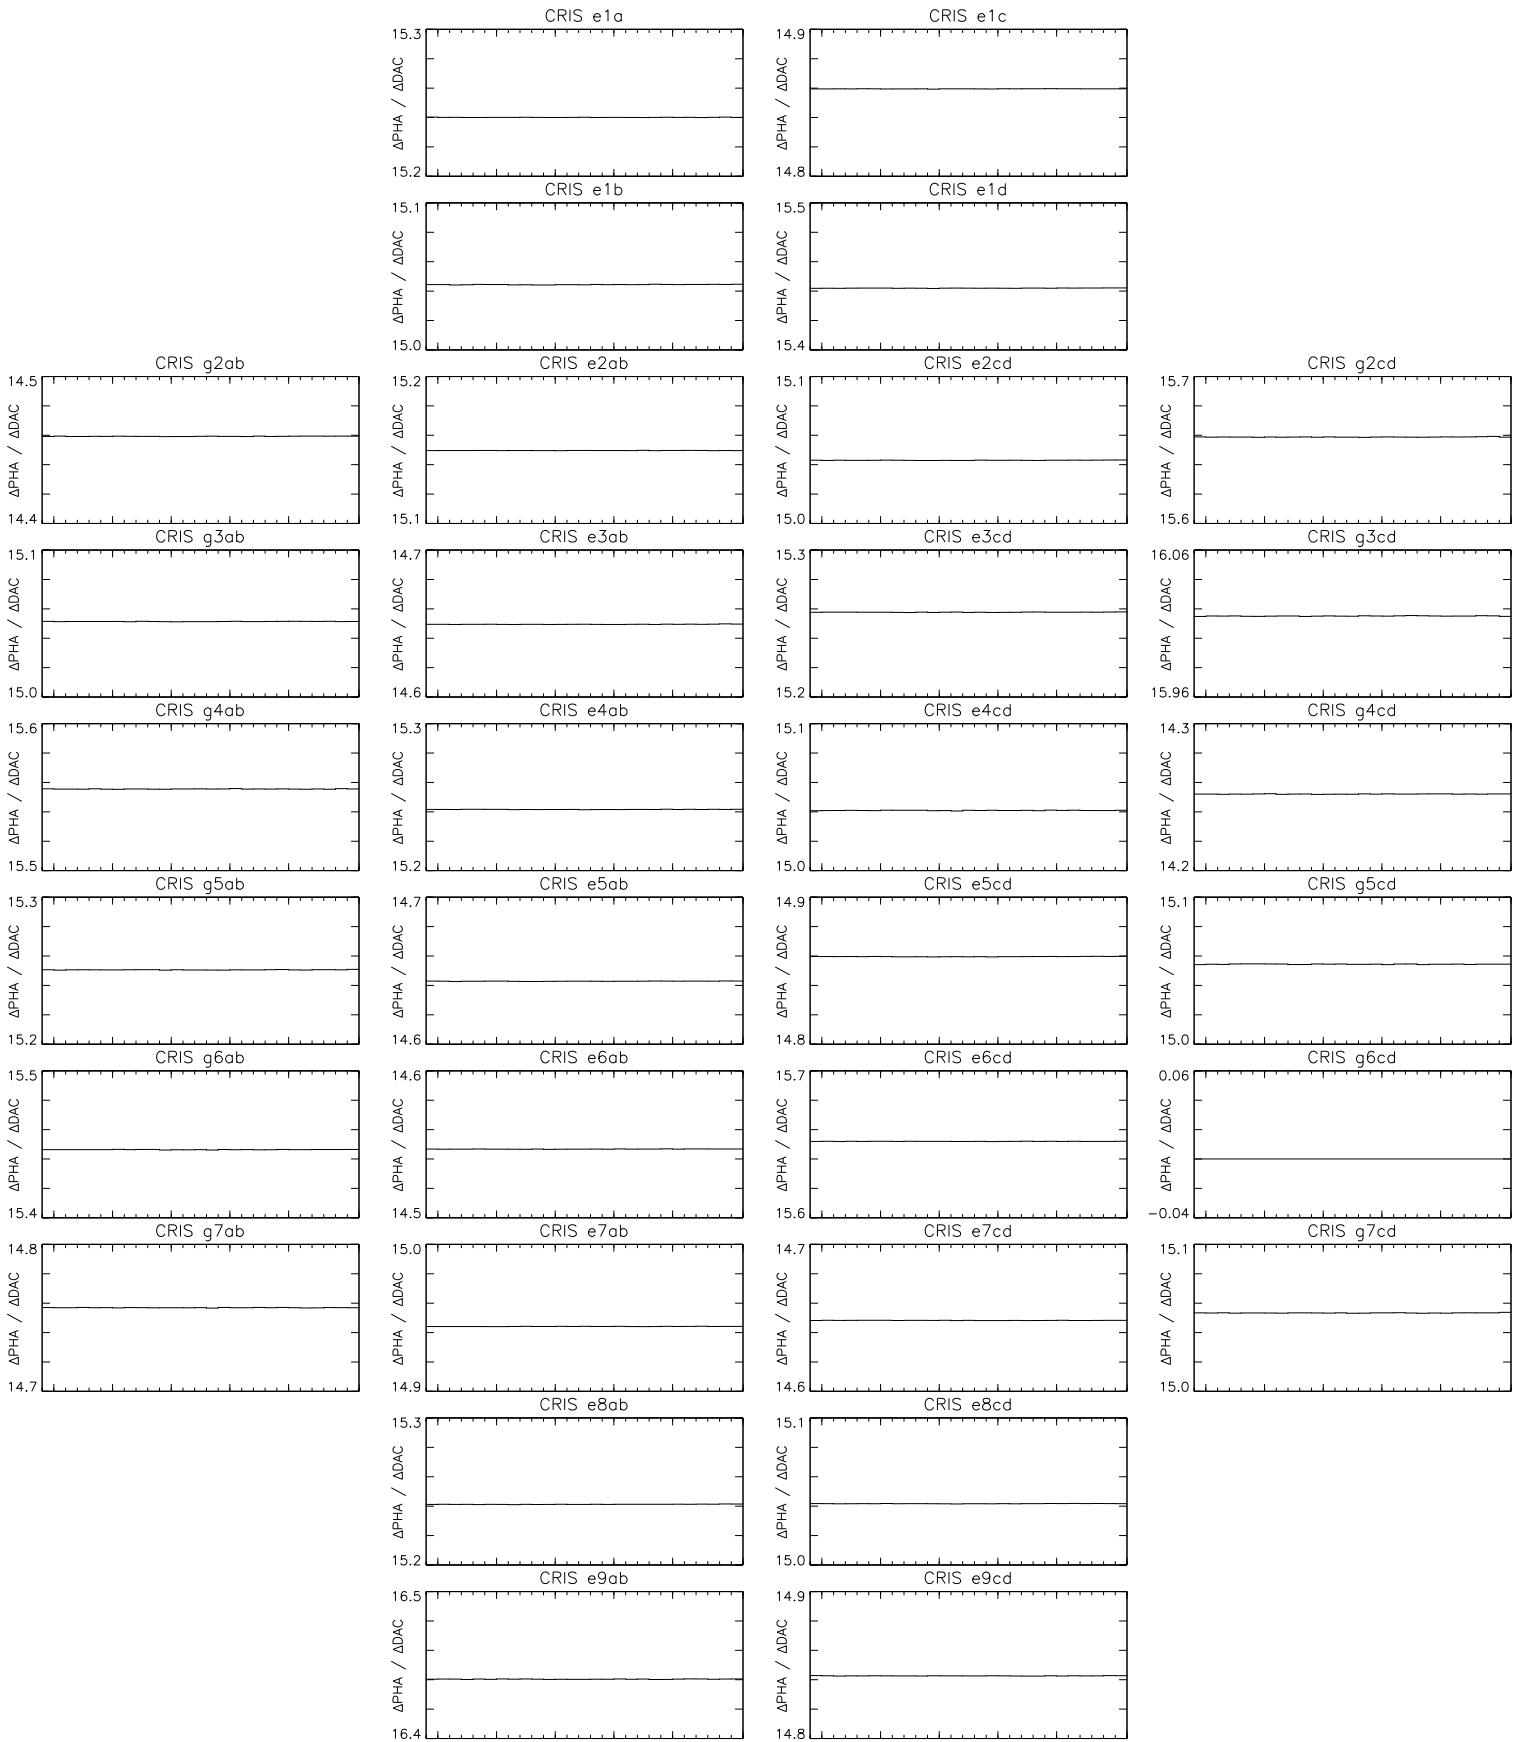 CRIS e1a
15.3
ΔPHA / ΔDAC
15.2
CRIS e1c
14.9
ΔPHA / ΔDAC
14.8
CRIS e1b
15.1
ΔPHA / ΔDAC
15.0
CRIS e1d
15.5
ΔPHA / ΔDAC
15.4
CRIS g2ab
14.5
ΔPHA / ΔDAC
14.4
CRIS e2ab
15.2
ΔPHA / ΔDAC
15.1
CRIS e2cd
15.1
ΔPHA / ΔDAC
15.0
CRIS g2cd
15.7
ΔPHA / ΔDAC
15.6
CRIS g3ab
15.1
ΔPHA / ΔDAC
15.0
CRIS e3ab
14.7
ΔPHA / ΔDAC
14.6
CRIS e3cd
15.3
ΔPHA / ΔDAC
15.2
CRIS g3cd
16.06
ΔPHA / ΔDAC
15.96
CRIS g4ab
15.6
ΔPHA / ΔDAC
15.5
CRIS e4ab
15.3
ΔPHA / ΔDAC
15.2
CRIS e4cd
15.1
ΔPHA / ΔDAC
15.0
CRIS g4cd
14.3
ΔPHA / ΔDAC
14.2
CRIS g5ab
15.3
ΔPHA / ΔDAC
15.2
CRIS e5ab
14.7
ΔPHA / ΔDAC
14.6
CRIS e5cd
14.9
ΔPHA / ΔDAC
14.8
CRIS g5cd
15.1
ΔPHA / ΔDAC
15.0
CRIS g6ab
15.5
ΔPHA / ΔDAC
15.4
CRIS e6ab
14.6
ΔPHA / ΔDAC
14.5
CRIS e6cd
15.7
ΔPHA / ΔDAC
15.6
CRIS g6cd
0.06
ΔPHA / ΔDAC
−0.04
CRIS g7ab
14.8
ΔPHA / ΔDAC
14.7
CRIS e7ab
15.0
ΔPHA / ΔDAC
14.9
CRIS e7cd
14.7
ΔPHA / ΔDAC
14.6
CRIS g7cd
15.1
ΔPHA / ΔDAC
15.0
CRIS e8ab
15.3
ΔPHA / ΔDAC
15.2
CRIS e8cd
15.1
ΔPHA / ΔDAC
15.0
CRIS e9ab
16.5
ΔPHA / ΔDAC
16.4
CRIS e9cd
14.9
ΔPHA / ΔDAC
14.8